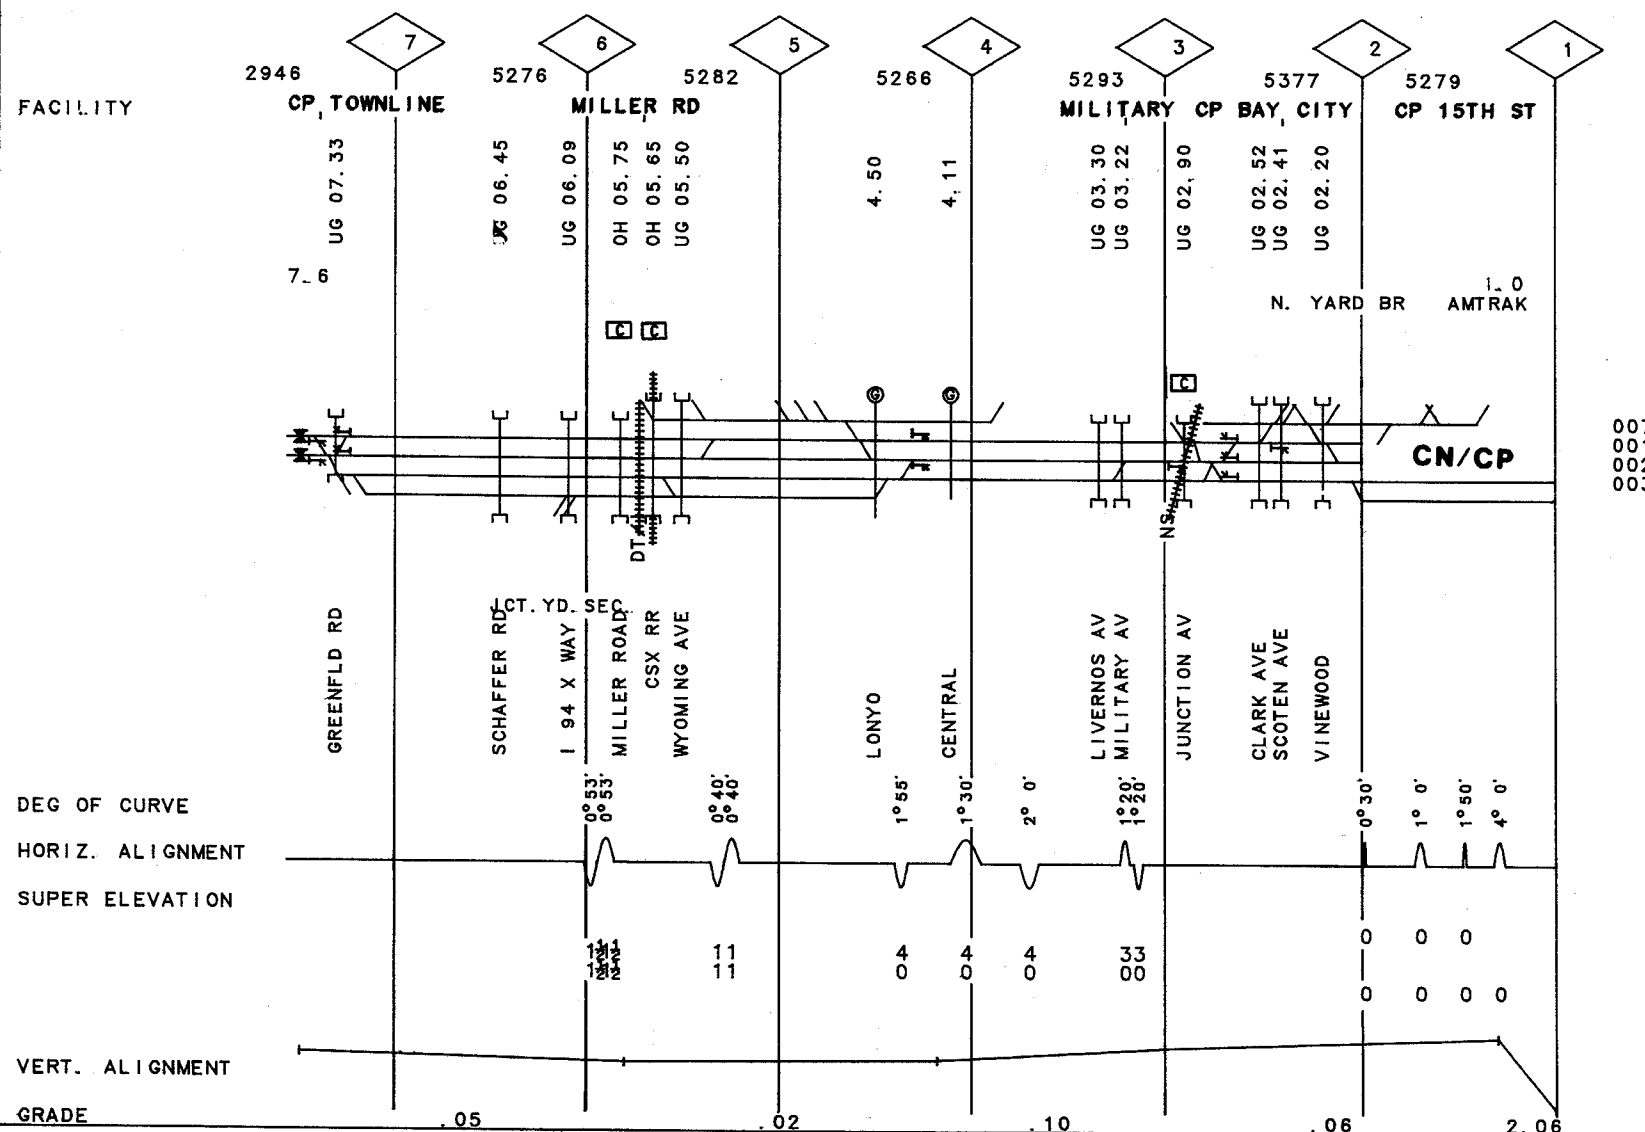 7 6 5 4 3 2 1
2946 5276 5282 5266 5293 5377 5279
FACILITY CP TOWNLINE MILLER RD MILITARY CP BAY CITY CP 15TH ST
UG 07.33
06.45
UG 06.09
OH 05.75
OH 05.65
UG 05.50
4.50
4.11
UG 03.30
UG 03.22
UG 02.90
UG 02.52
UG 02.41
UG 02.20
7.6
1.0
N. YARD BR AMTRAK
C C
C
G G
007
001
002
003
CN/CP
DT
NS
JCT. YD. SEC.
GREENFLD RD
SCHAFFER RD
I 94 X WAY
MILLER ROAD
CSX RR
WYOMING AVE
LONYO
CENTRAL
LIVERNOS AV
MILITARY AV
JUNCTION AV
CLARK AVE
SCOTEN AVE
VINEWOOD
DEG OF CURVE
0°53'
0°53'
0°40'
0°40'
1°55'
1°30'
2° 0'
1°20'
1°20'
0°30'
1° 0'
1°50'
4° 0'
HORIZ. ALIGNMENT
SUPER ELEVATION
0 0 0
11 4 4 4 33
11 0 0 0 00
0 0 0 0
VERT. ALIGNMENT
GRADE .05 .02 .10 .06 2.06